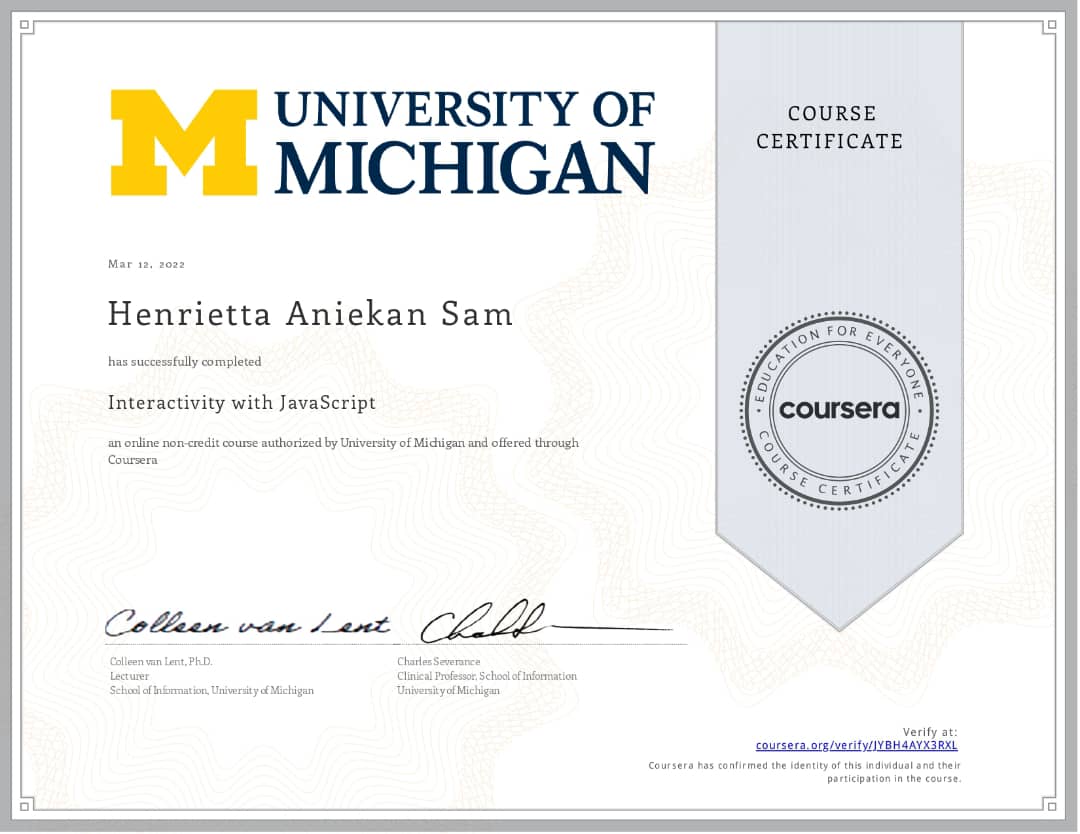 UNIVERSITY OF
MICHIGAN
COURSE
CERTIFICATE
Mar 12, 2022
Henrietta Aniekan Sam
has successfully completed
Interactivity with JavaScript
an online non-credit course authorized by University of Michigan and offered through
Coursera
EDUCATION FOR EVERYONE
coursera
COURSE CERTIFICATE
Colleen van Lent
Colleen van Lent, Ph.D.
Lecturer
School of Information, University of Michigan
Charles Severance
Clinical Professor, School of Information
University of Michigan
Verify at:
coursera.org/verify/JYBH4AYX3RXL
Coursera has confirmed the identity of this individual and their
participation in the course.